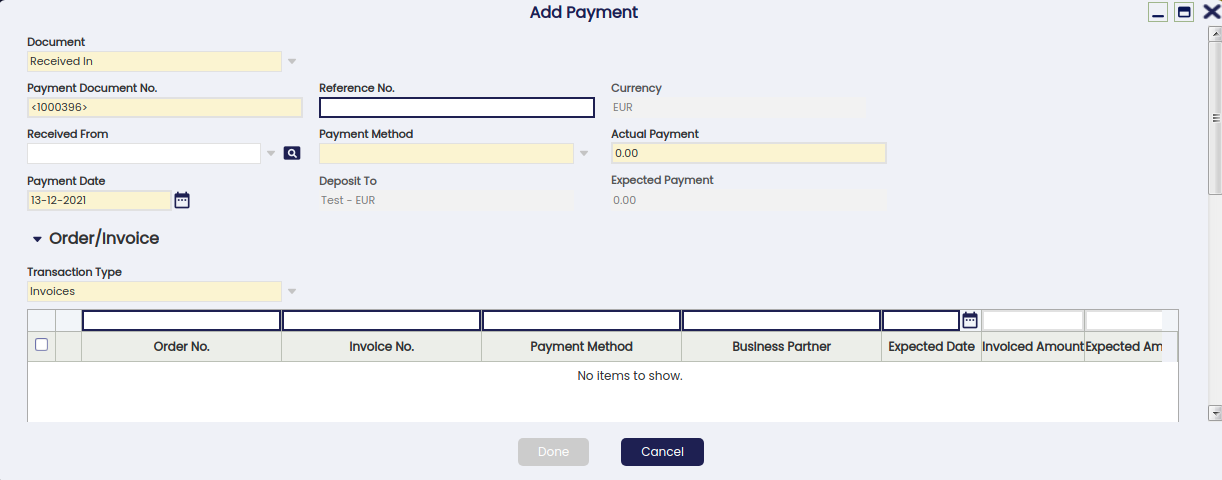 Add Payment
Document
Received In
Payment Document No.
Reference No.
Currency
<1000396>
EUR
Received From
Payment Method
Actual Payment
0.00
Payment Date
Deposit To
Expected Payment
13-12-2021
Test - EUR
0.00
Order/Invoice
Transaction Type
Invoices
Order No.
Invoice No.
Payment Method
Business Partner
Expected Date
Invoiced Amount
Expected Am
No items to show.
Done
Cancel